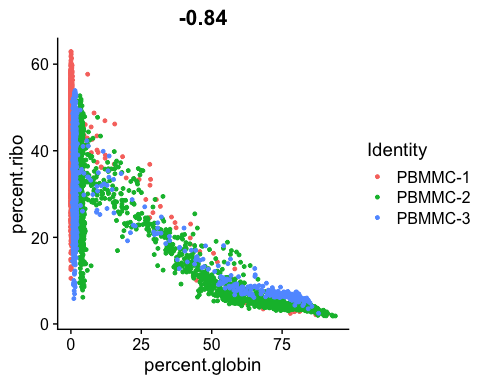 -0.84
percent.ribo
60
40
20
0
0 25 50 75
percent.globin
Identity
PBMMC-1
PBMMC-2
PBMMC-3